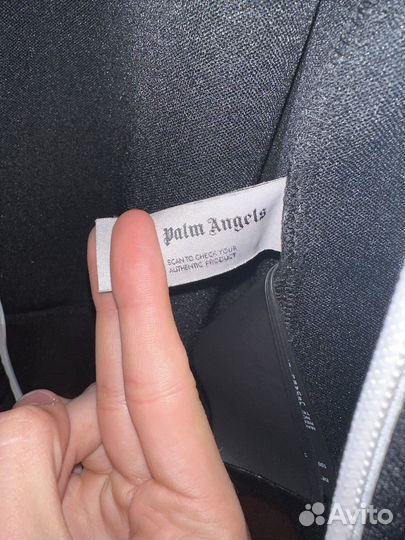 Palm Angels
SCAN TO CHECK YOUR
AUTHENTIC PRODUCT
Avito